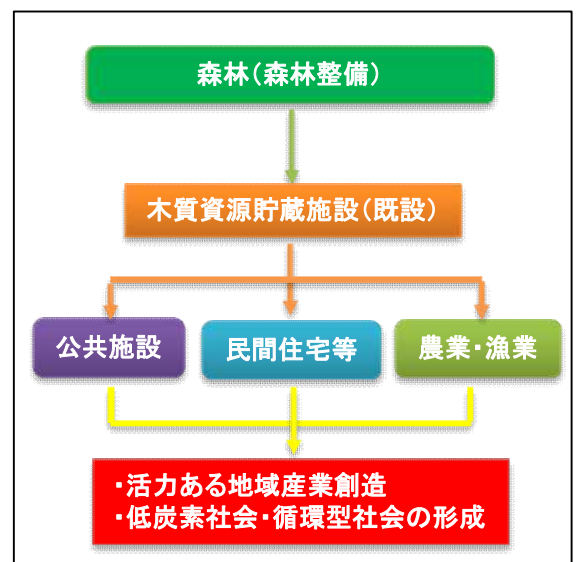 森林(森林整備)
木質資源貯蔵施設(既設)
公共施設
民間住宅等
農業・漁業
・活力ある地域産業創造
・低炭素社会・循環型社会の形成